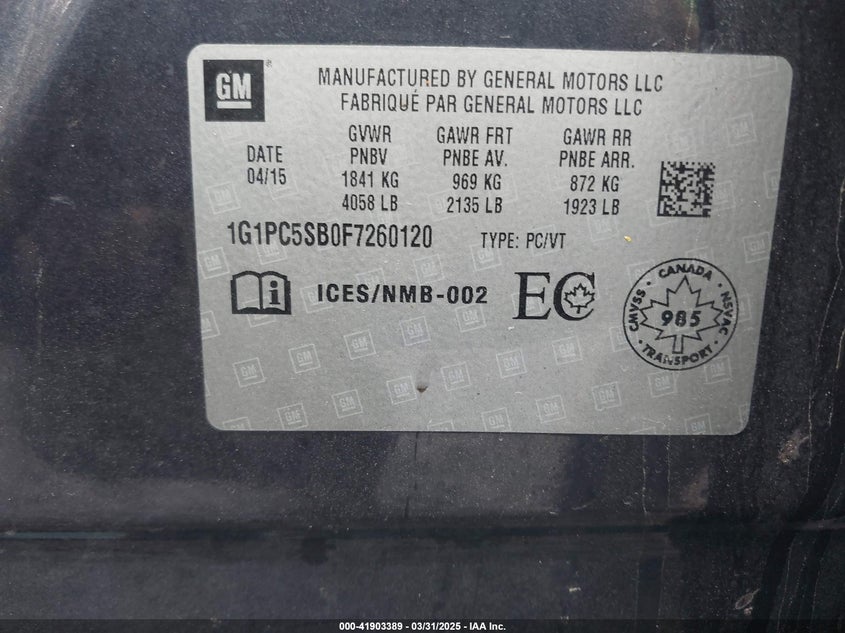 GM
MANUFACTURED BY GENERAL MOTORS LLC
FABRIQUÉ PAR GENERAL MOTORS LLC
DATE
04/15
GVWR
PNBV
1841 KG
4058 LB
GAWR FRT
PNBE AV.
969 KG
2135 LB
GAWR RR
PNBE ARR.
872 KG
1923 LB
1G1PC5SB0F7260120 TYPE: PC/VT
ICES/NMB-002
EC
CANADA
CMVSS
985
NSVAC
TRANSPORT
000-41903389 - 03/31/2025 - IAA Inc.